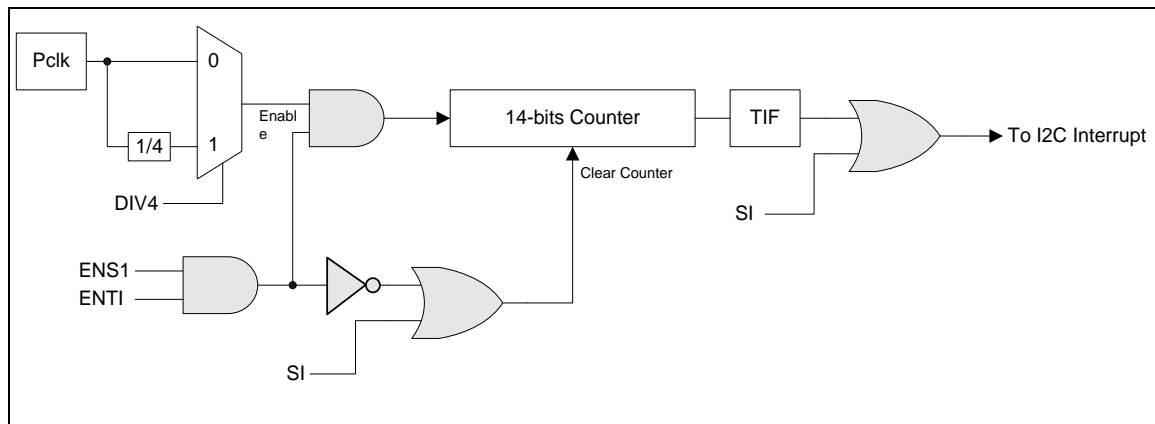 Pclk
0
Enabl
e
14-bits Counter
TIF
To I2C Interrupt
1/4
1
Clear Counter
DIV4
SI
ENS1
ENTI
SI